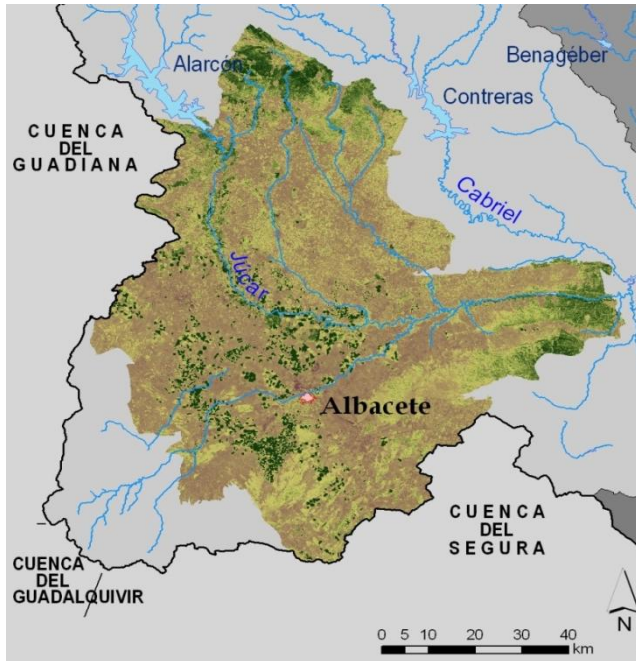 Alarcón
Benagéber
Contreras
CUENCA
DEL
GUADIANA
Cabriel
Júcar
Albacete
CUENCA
DEL
SEGURA
CUENCA
DEL
GUADALQUIVIR
N
0 5 10 20 30 40
km